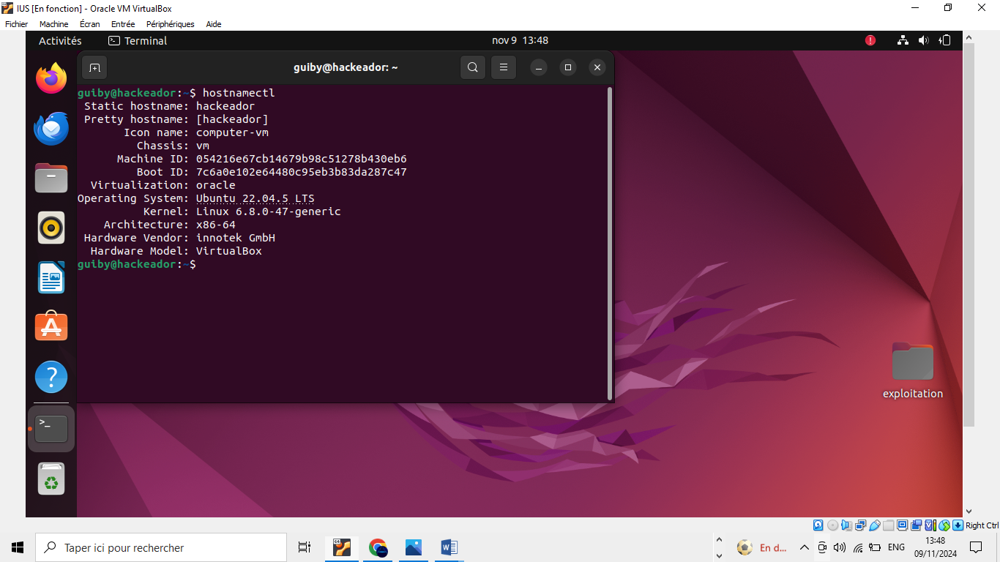 IUS [En fonction] - Oracle VM VirtualBox
Fichier Machine Écran Entrée Périphériques Aide
Activités Terminal nov 9 13:48
guiby@hackeador: ~
guiby@hackeador:~$ hostnamectl
Static hostname: hackeador
Pretty hostname: [hackeador]
Icon name: computer-vm
Chassis: vm
Machine ID: 054216e67cb14679b98c51278b430eb6
Boot ID: 7c6a0e102e64480c95eb3b83da287c47
Virtualization: oracle
Operating System: Ubuntu 22.04.5 LTS
Kernel: Linux 6.8.0-47-generic
Architecture: x86-64
Hardware Vendor: innotek GmbH
Hardware Model: VirtualBox
guiby@hackeador:~$
exploitation
Right Ctrl
Taper ici pour rechercher
En d...
ENG
13:48
09/11/2024